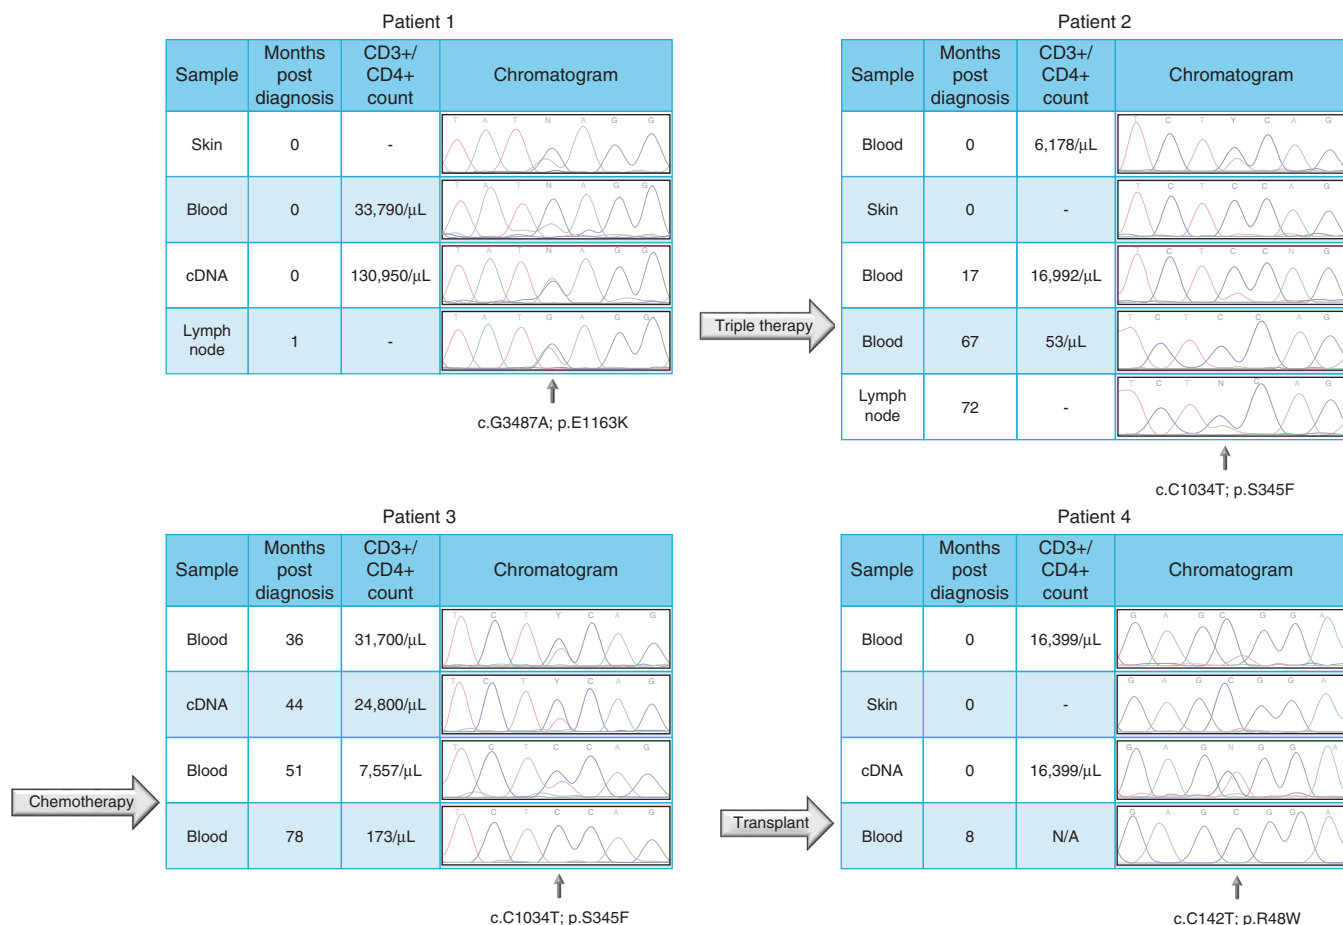 Patient 1
Sample Months post diagnosis CD3+/ CD4+ count Chromatogram
Skin 0 - T A T N A G G
Blood 0 33,790/μL T A T N A G G
cDNA 0 130,950/μL T A T N A G G
Lymph node 1 - T A T G A G G
c.G3487A; p.E1163K
Patient 2
Sample Months post diagnosis CD3+/ CD4+ count Chromatogram
Blood 0 6,178/μL T C T Y C A G
Skin 0 - T C T C C A G
Blood 17 16,992/μL T C T C C N G
Triple therapy
Blood 67 53/μL T C T C C A G
Lymph node 72 - T C T N C A G
c.C1034T; p.S345F
Patient 3
Sample Months post diagnosis CD3+/ CD4+ count Chromatogram
Blood 36 31,700/μL T C T Y C A G
cDNA 44 24,800/μL T C T Y C A G
Blood 51 7,557/μL T C T C C A G
Chemotherapy
Blood 78 173/μL T C T C C A G
c.C1034T; p.S345F
Patient 4
Sample Months post diagnosis CD3+/ CD4+ count Chromatogram
Blood 0 16,399/μL G A G C G G A
Skin 0 - G A G C G G A
cDNA 0 16,399/μL G A G N G G A
Transplant
Blood 8 N/A G A G C G G A
c.C142T; p.R48W